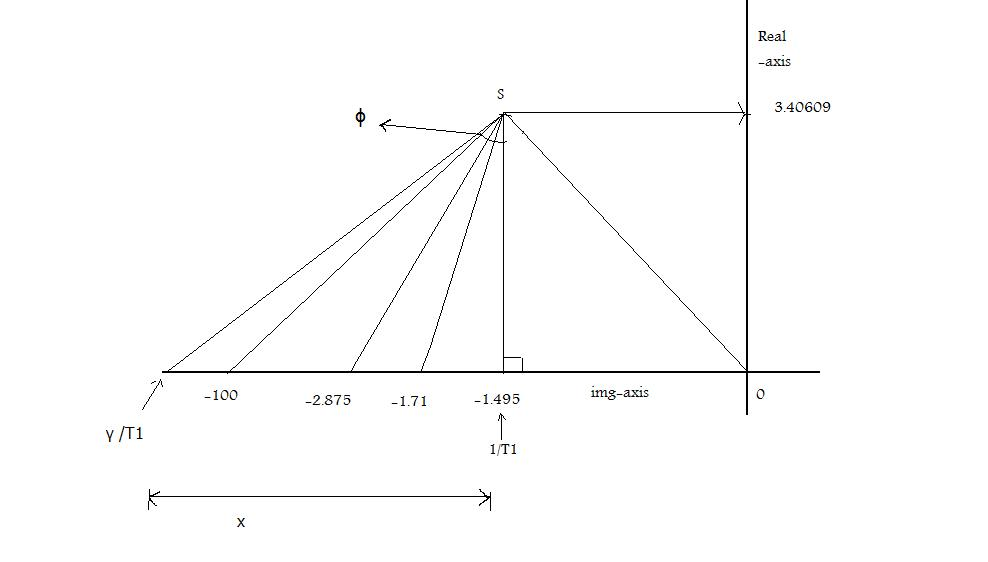 Real
-axis
S
3.40609
ϕ
-100
-2.875
-1.71
-1.495
img-axis
0
γ /T1
1/T1
x